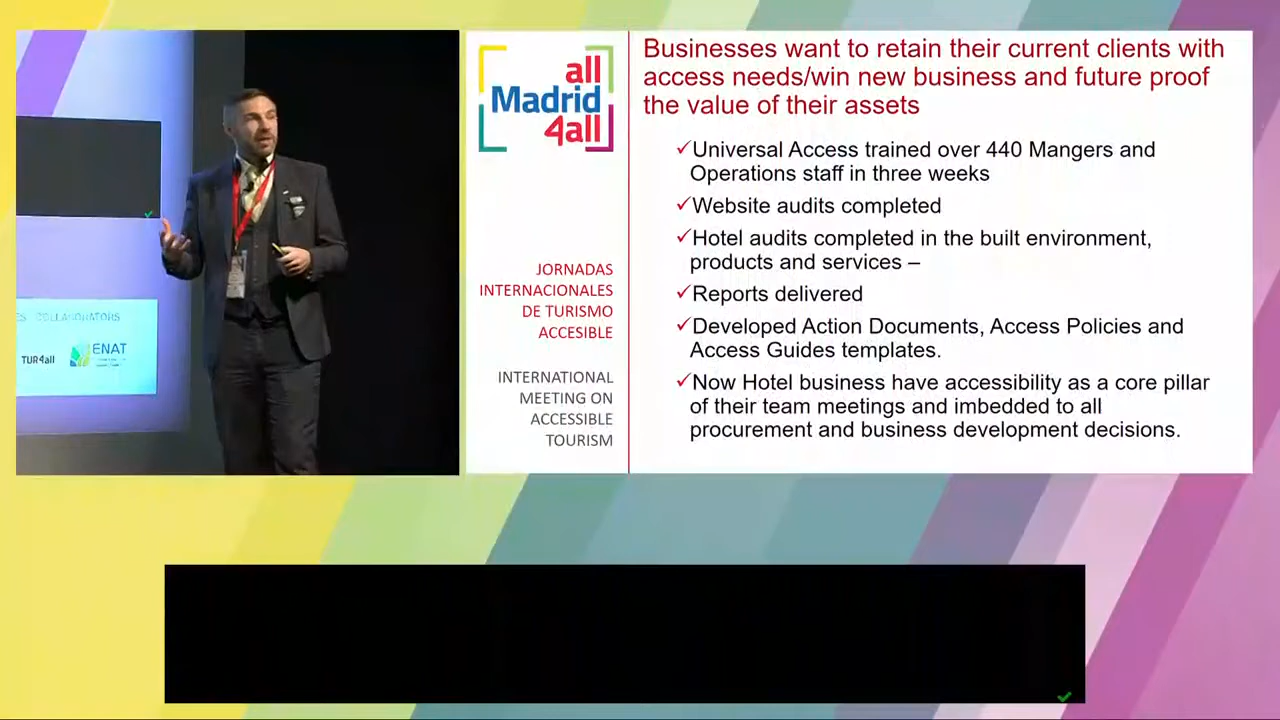 COLLABORATORS
TUR4all
ENAT
all
Madrid
4all
JORNADAS
INTERNACIONALES
DE TURISMO
ACCESIBLE
INTERNATIONAL
MEETING ON
ACCESSIBLE
TOURISM
Businesses want to retain their current clients with
access needs/win new business and future proof
the value of their assets
✓Universal Access trained over 440 Mangers and
Operations staff in three weeks
✓Website audits completed
✓Hotel audits completed in the built environment,
products and services –
✓Reports delivered
✓Developed Action Documents, Access Policies and
Access Guides templates.
✓Now Hotel business have accessibility as a core pillar
of their team meetings and imbedded to all
procurement and business development decisions.